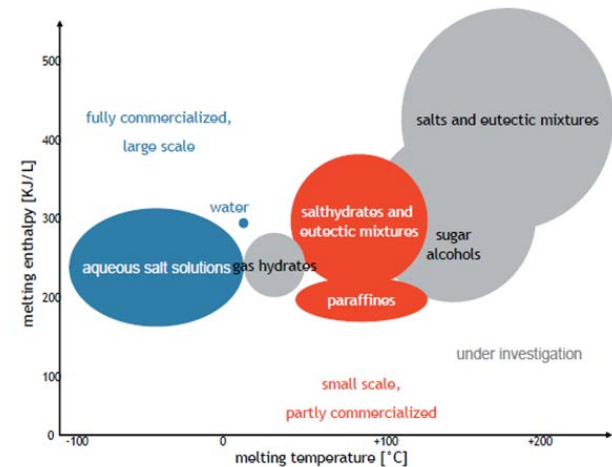 500
fully commercialized,
large scale
400
salts and eutectic mixtures
melting enthalpy [KJ/L]
300
water
salthydrates and
eutectic mixtures
sugar
alcohols
aqueous salt solutions
gas hydrates
200
paraffines
under investigation
100
small scale,
partly commercialized
0
-100
0
+100
+200
melting temperature [°C]